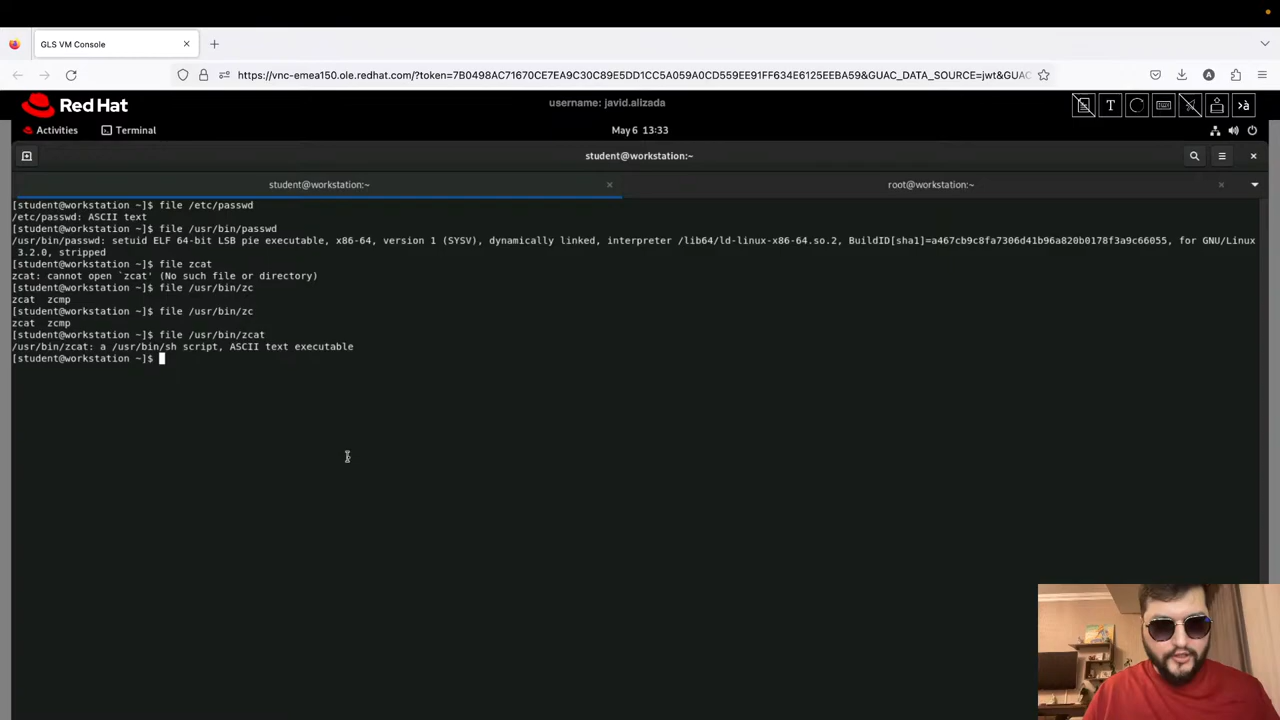 GLS VM Console
https://vnc-emea150.ole.redhat.com/?token=7B0498AC71670CE7EA9C30C89E5DD1CC5A059A0CD559EE91FF634E6125EEBA59&GUAC_DATA_SOURCE=jwt&GUAC
A
Red Hat
username: javid.alizada
T
Activities
Terminal
May 6 13:33
student@workstation:~
student@workstation:~
root@workstation:~
[student@workstation ~]$ file /etc/passwd
/etc/passwd: ASCII text
[student@workstation ~]$ file /usr/bin/passwd
/usr/bin/passwd: setuid ELF 64-bit LSB pie executable, x86-64, version 1 (SYSV), dynamically linked, interpreter /lib64/ld-linux-x86-64.so.2, BuildID[sha1]=a467cb9c8fa7306d41b96a820b0178f3a9c66055, for GNU/Linux
3.2.0, stripped
[student@workstation ~]$ file zcat
zcat: cannot open `zcat' (No such file or directory)
[student@workstation ~]$ file /usr/bin/zc
zcat  zcmp
[student@workstation ~]$ file /usr/bin/zc
zcat  zcmp
[student@workstation ~]$ file /usr/bin/zcat
/usr/bin/zcat: a /usr/bin/sh script, ASCII text executable
[student@workstation ~]$